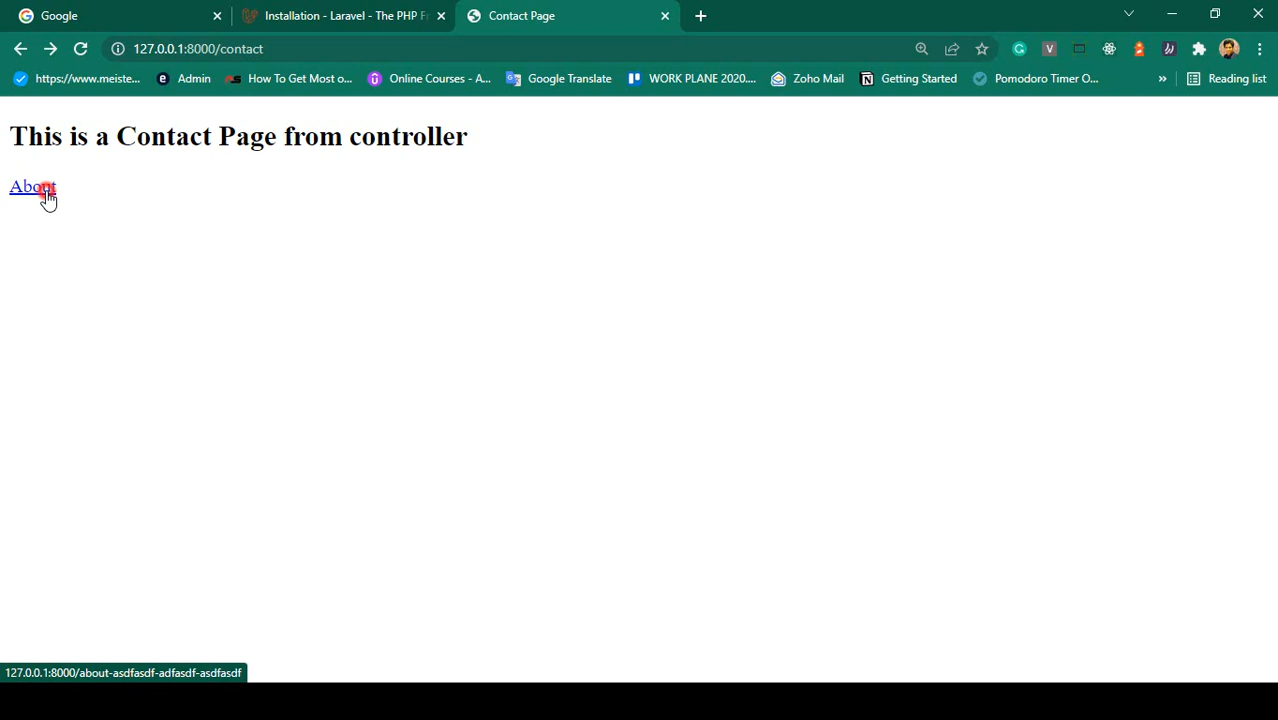 Google
Installation - Laravel - The PHP Fr
Contact Page
127.0.0.1:8000/contact
https://www.meiste...
Admin
How To Get Most o...
Online Courses - A...
Google Translate
WORK PLANE 2020....
Zoho Mail
Getting Started
Pomodoro Timer O...
»
Reading list
This is a Contact Page from controller
About
127.0.0.1:8000/about-asdfasdf-adfasdf-asdfasdf